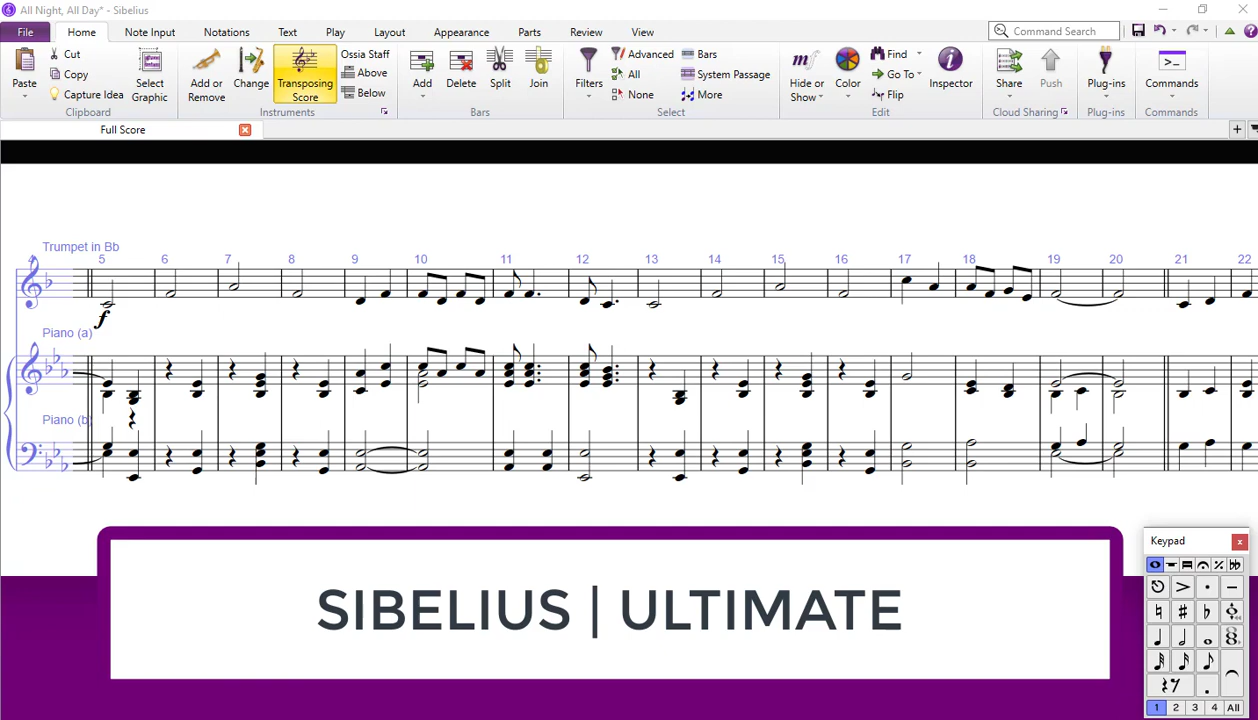 All Night, All Day* - Sibelius
File Home Note Input Notations Text Play Layout Appearance Parts Review View Command Search
Paste Cut Copy Capture Idea Select Graphic Clipboard
Add or Remove Change Transposing Score Ossia Staff Above Below Instruments
Add Delete Split Join Bars
Filters Advanced All None Bars System Passage More Select
Hide or Show Color Find Go To Flip Inspector Edit
Share Push Cloud Sharing
Plug-ins Plug-ins
Commands Commands
Full Score
Trumpet in Bb
4 5 6 7 8 9 10 11 12 13 14 15 16 17 18 19 20 21 22
f
Piano (a)
Piano (b)
SIBELIUS | ULTIMATE
Keypad
1 2 3 4 All